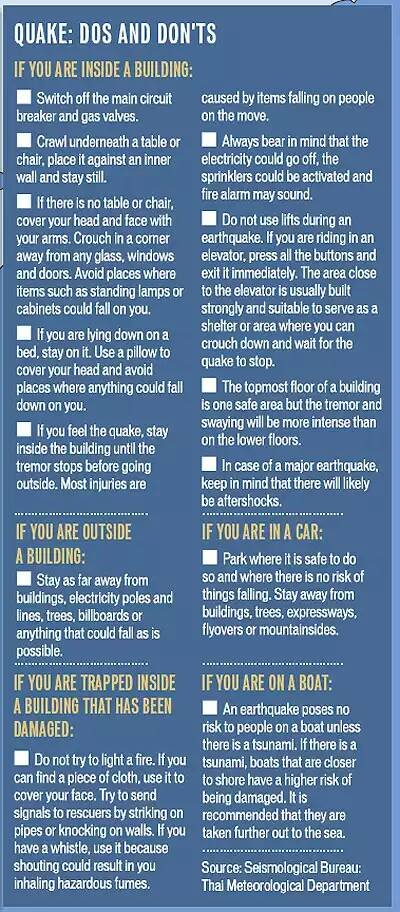 QUAKE: DOS AND DON'TS
IF YOU ARE INSIDE A BUILDING:
Switch off the main circuit
breaker and gas valves.
Crawl underneath a table or
chair, place it against an inner
wall and stay still.
If there is no table or chair,
cover your head and face with
your arms. Crouch in a corner
away from any glass, windows
and doors. Avoid places where
items such as standing lamps or
cabinets could fall on you.
If you are lying down on a
bed, stay on it. Use a pillow to
cover your head and avoid
places where anything could fall
down on you.
If you feel the quake, stay
inside the building until the
tremor stops before going
outside. Most injuries are
caused by items falling on people
on the move.
Always bear in mind that the
electricity could go off, the
sprinklers could be activated and
fire alarm may sound.
Do not use lifts during an
earthquake. If you are riding in an
elevator, press all the buttons and
exit it immediately. The area close
to the elevator is usually built
strongly and suitable to serve as a
shelter or area where you can
crouch down and wait for the
quake to stop.
The topmost floor of a building
is one safe area but the tremor and
swaying will be more intense than
on the lower floors.
In case of a major earthquake,
keep in mind that there will likely
be aftershocks.
IF YOU ARE OUTSIDE
A BUILDING:
Stay as far away from
buildings, electricity poles and
lines, trees, billboards or
anything that could fall as is
possible.
IF YOU ARE IN A CAR:
Park where it is safe to do
so and where there is no risk of
things falling. Stay away from
buildings, trees, expressways,
flyovers or mountainsides.
IF YOU ARE TRAPPED INSIDE
A BUILDING THAT HAS BEEN
DAMAGED:
Do not try to light a fire. If you
can find a piece of cloth, use it to
cover your face. Try to send
signals to rescuers by striking on
pipes or knocking on walls. If you
have a whistle, use it because
shouting could result in you
inhaling hazardous fumes.
IF YOU ARE ON A BOAT:
An earthquake poses no
risk to people on a boat unless
there is a tsunami. If there is a
tsunami, boats that are closer
to shore have a higher risk of
being damaged. It is
recommended that they are
taken further out to the sea.
Source: Seismological Bureau:
Thai Meteorological Department